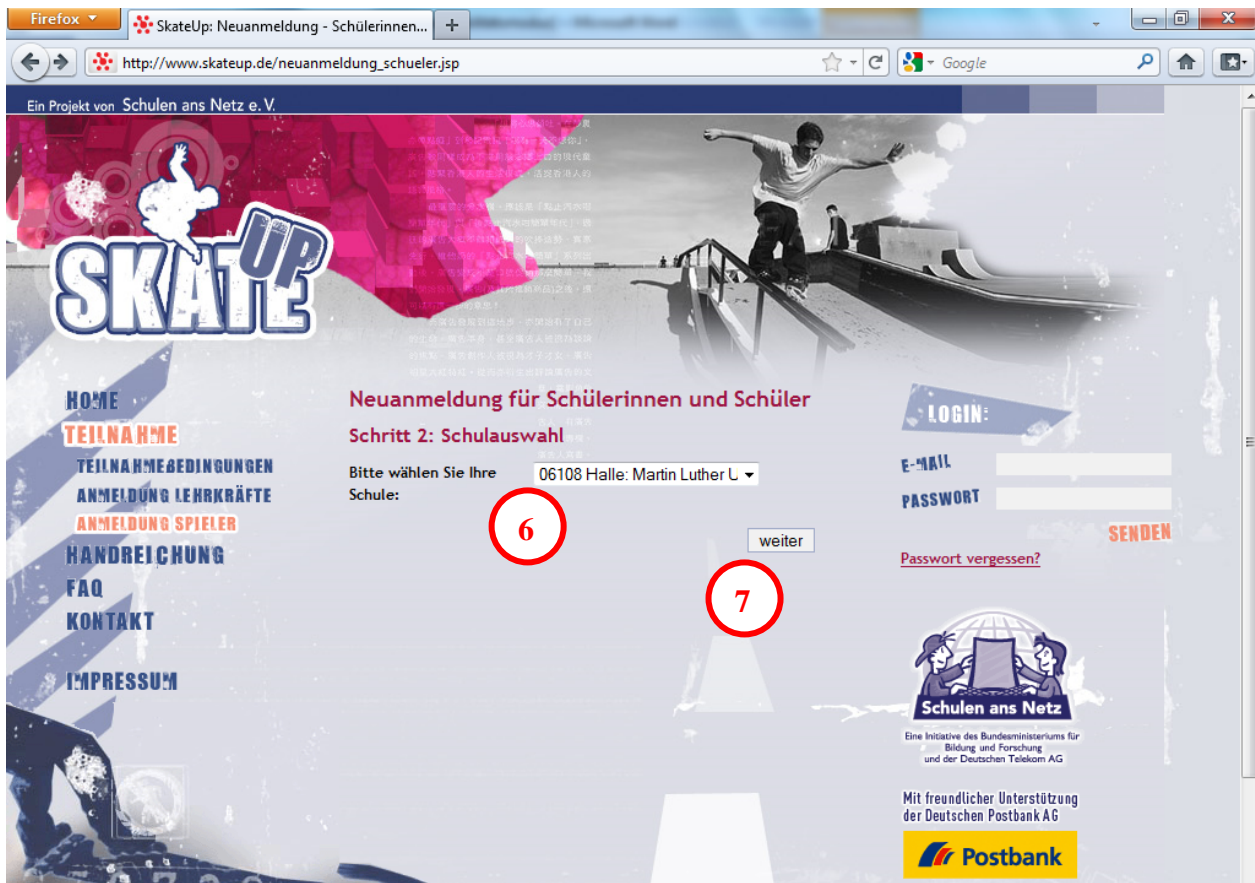 Firefox
SkateUp: Neuanmeldung - Schülerinnen...
http://www.skateup.de/neuanmeldung_schueler.jsp
Google
Ein Projekt von Schulen ans Netz e. V.
SKATE UP
HOME
TEILNAHME
TEILNAHMEBEDINGUNGEN
ANMELDUNG LEHRKRÄFTE
ANMELDUNG SPIELER
HANDREICHUNG
FAQ
KONTAKT
IMPRESSUM
Neuanmeldung für Schülerinnen und Schüler
Schritt 2: Schulauswahl
Bitte wählen Sie Ihre
Schule:
06108 Halle: Martin Luther U
6
weiter
7
LOGIN:
E-MAIL
PASSWORT
SENDEN
Passwort vergessen?
Schulen ans Netz
Eine Initiative des Bundesministeriums für
Bildung und Forschung
und der Deutschen Telekom AG
Mit freundlicher Unterstützung
der Deutschen Postbank AG
Postbank